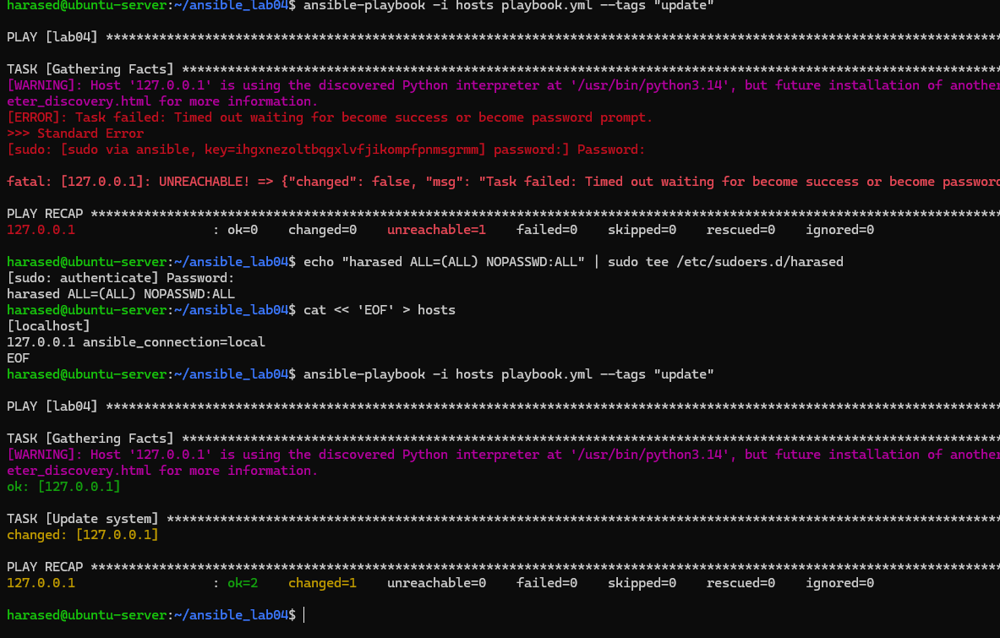 harased@ubuntu-server:~/ansible_lab04$ ansible-playbook -i hosts playbook.yml --tags "update"
PLAY [lab04] ************************************************************************************************************************
TASK [Gathering Facts] **************************************************************************************************************
[WARNING]: Host '127.0.0.1' is using the discovered Python interpreter at '/usr/bin/python3.14', but future installation of another
eter_discovery.html for more information.
[ERROR]: Task failed: Timed out waiting for become success or become password prompt.
>>> Standard Error
[sudo: [sudo via ansible, key=ihgxnezoltbqgxlvfjikompfpnmsgrmm] password:] Password:
fatal: [127.0.0.1]: UNREACHABLE! => {"changed": false, "msg": "Task failed: Timed out waiting for become success or become password
PLAY RECAP **************************************************************************************************************************
127.0.0.1                  : ok=0    changed=0    unreachable=1    failed=0    skipped=0    rescued=0    ignored=0
harased@ubuntu-server:~/ansible_lab04$ echo "harased ALL=(ALL) NOPASSWD:ALL" | sudo tee /etc/sudoers.d/harased
[sudo: authenticate] Password:
harased ALL=(ALL) NOPASSWD:ALL
harased@ubuntu-server:~/ansible_lab04$ cat << 'EOF' > hosts
[localhost]
127.0.0.1 ansible_connection=local
EOF
harased@ubuntu-server:~/ansible_lab04$ ansible-playbook -i hosts playbook.yml --tags "update"
PLAY [lab04] ************************************************************************************************************************
TASK [Gathering Facts] **************************************************************************************************************
[WARNING]: Host '127.0.0.1' is using the discovered Python interpreter at '/usr/bin/python3.14', but future installation of another
eter_discovery.html for more information.
ok: [127.0.0.1]
TASK [Update system] ****************************************************************************************************************
changed: [127.0.0.1]
PLAY RECAP **************************************************************************************************************************
127.0.0.1                  : ok=2    changed=1    unreachable=0    failed=0    skipped=0    rescued=0    ignored=0
harased@ubuntu-server:~/ansible_lab04$